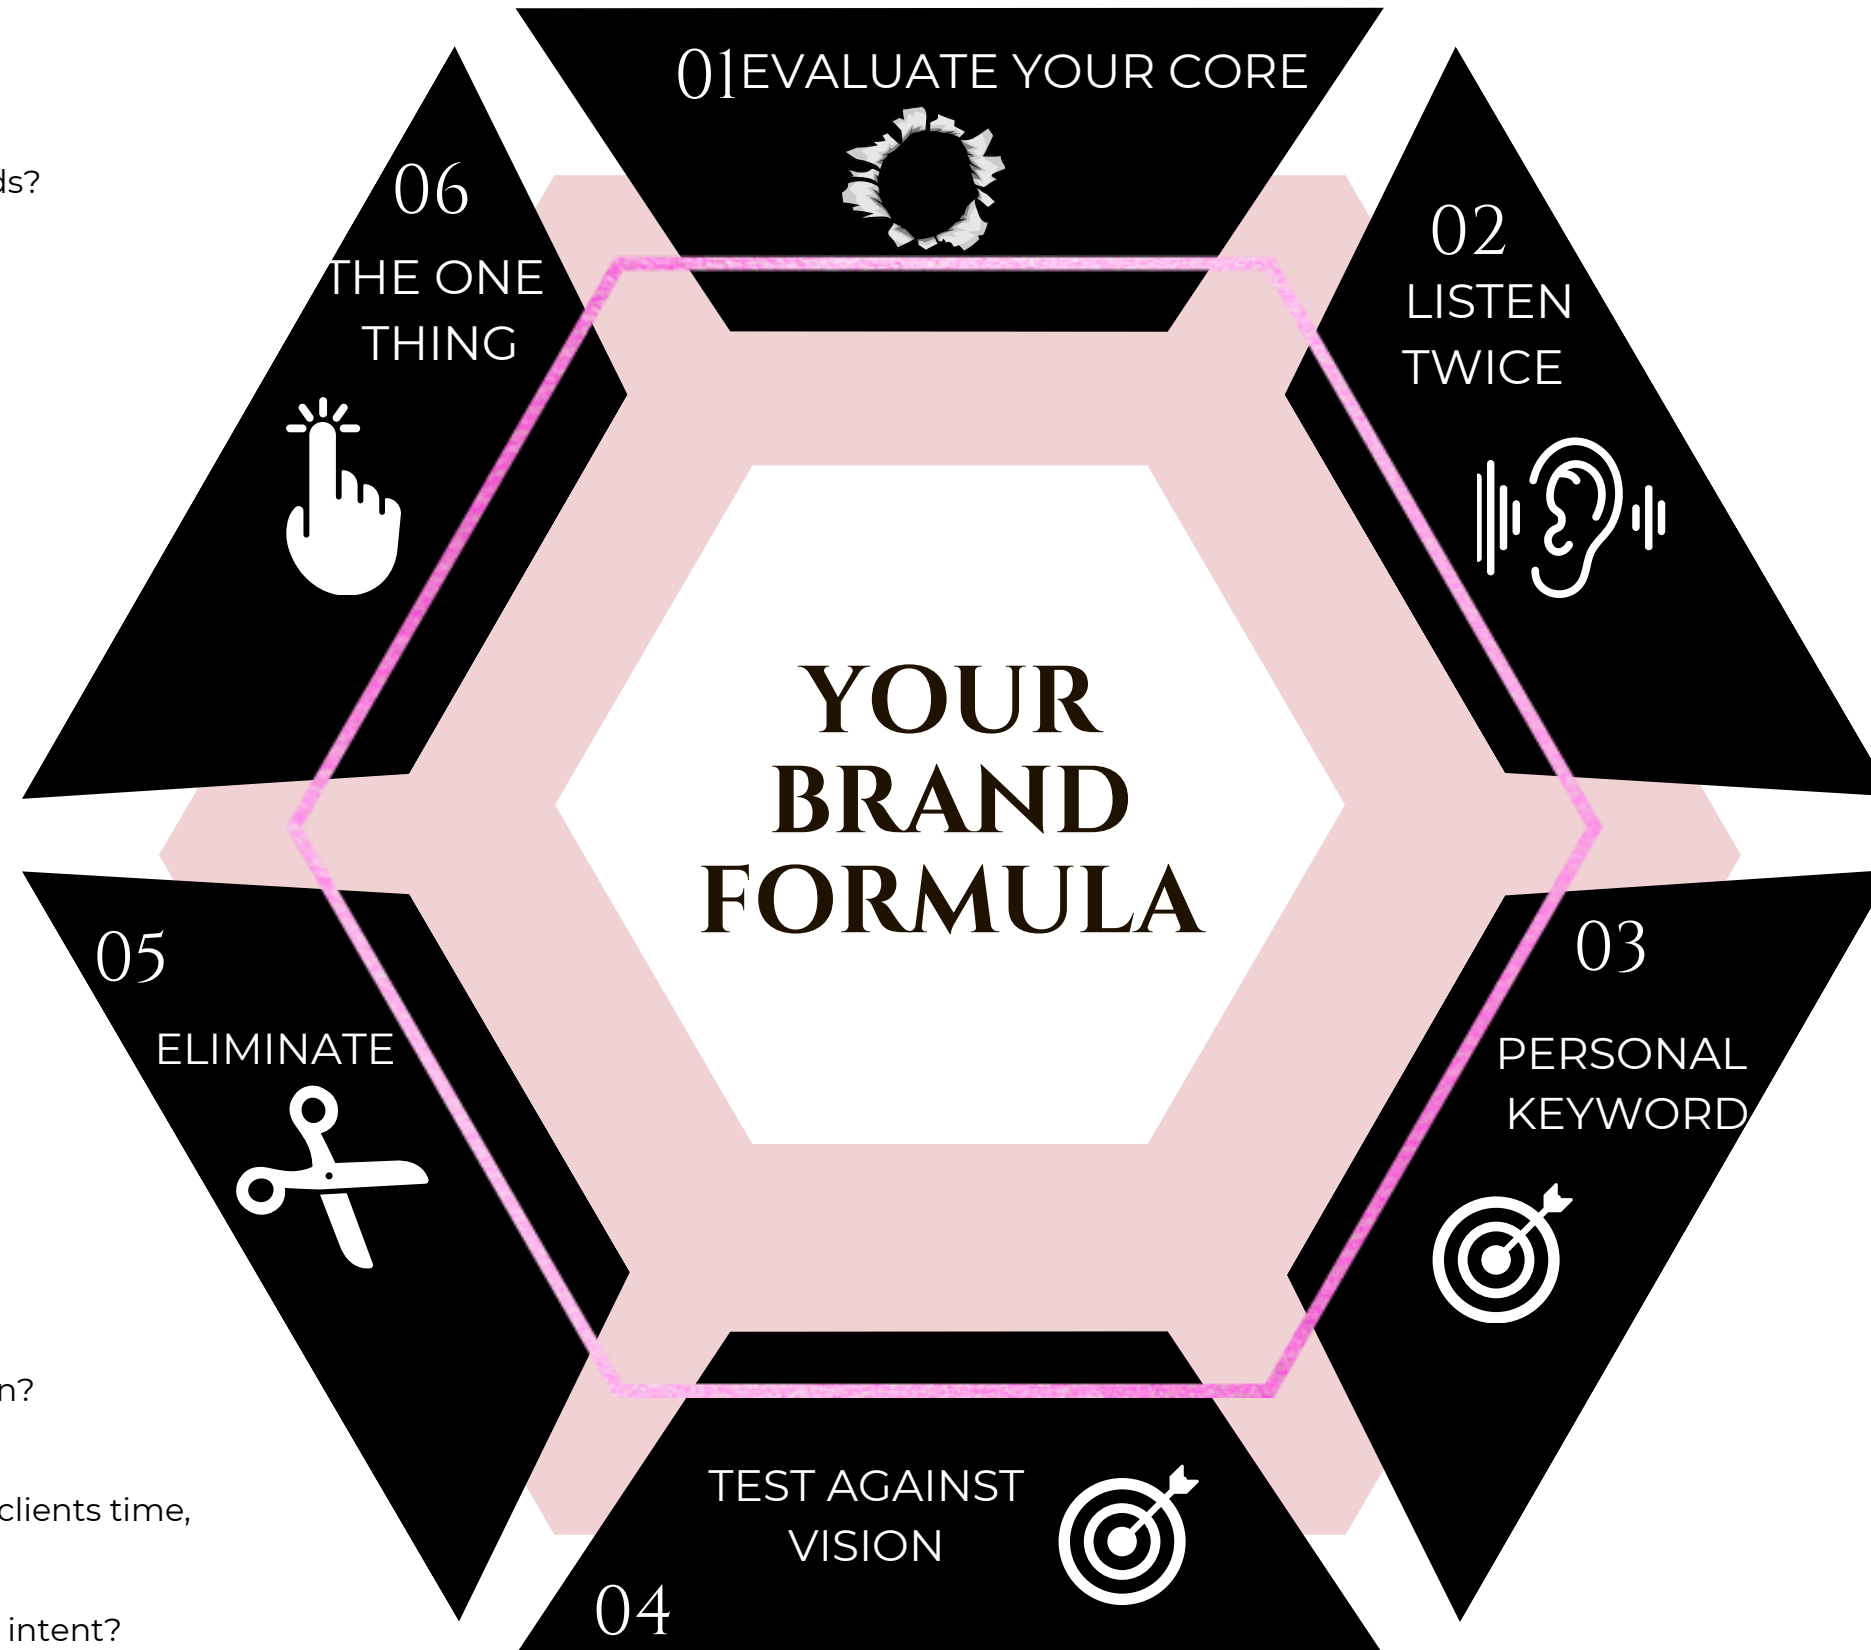 01 EVALUATE YOUR CORE
02
LISTEN
TWICE
03
PERSONAL
KEYWORD
TEST AGAINST
VISION
04
05
ELIMINATE
06
THE ONE
THING
YOUR
BRAND
FORMULA
clients time,
intent?